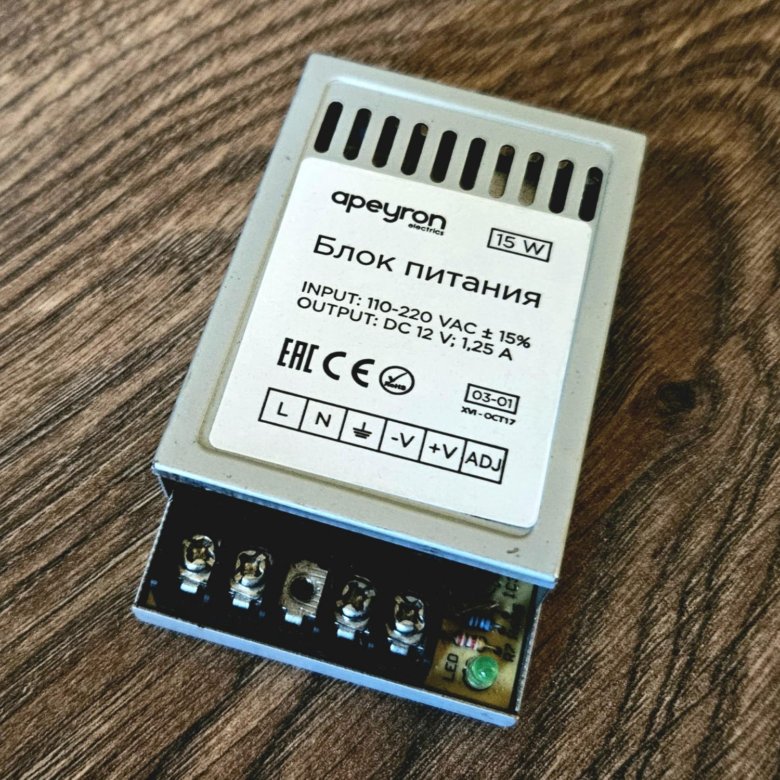 apeyron
electrics
15 W
Блок питания
INPUT: 110-220 VAC ± 15%
OUTPUT: DC 12 V; 1,25 A
EAC CE RoHS
03-01
XVI-OCT17
L N -V +V ADJ
LED